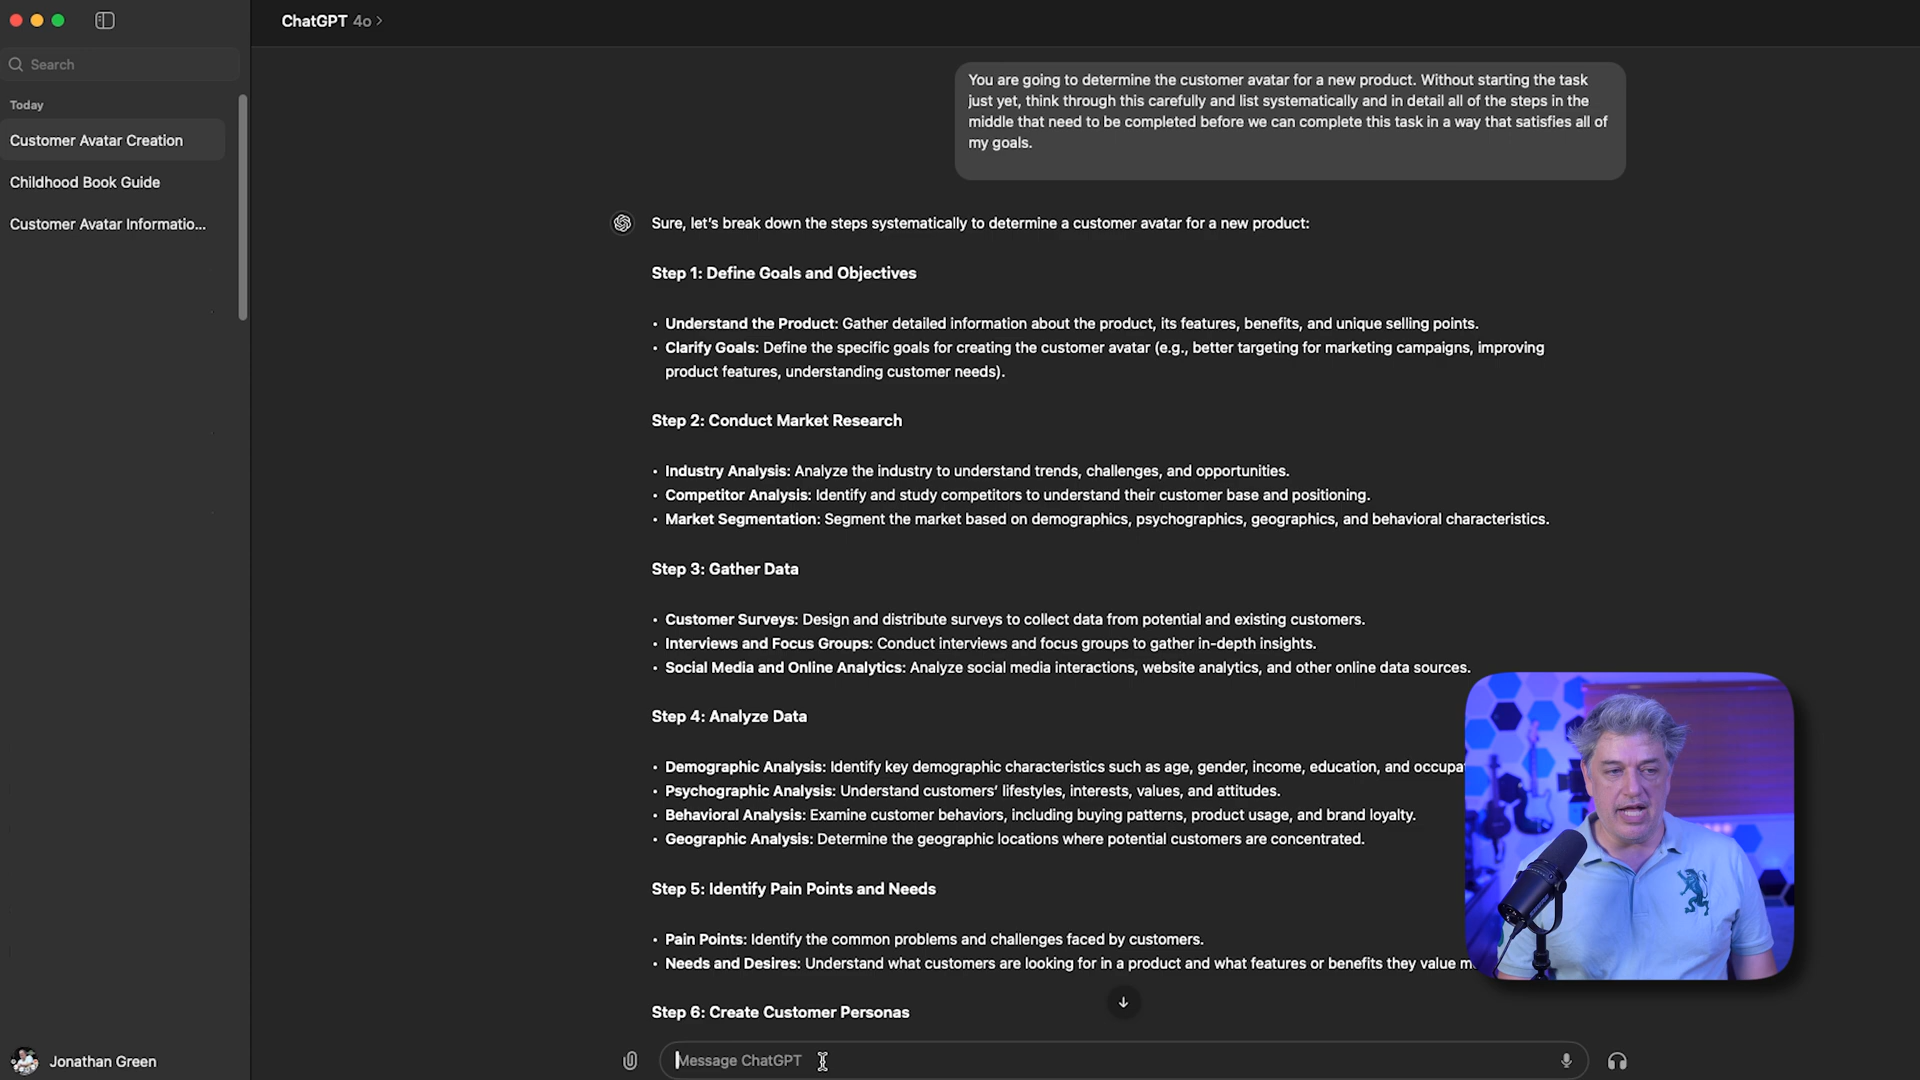 ChatGPT 4o >
Search
Today
Customer Avatar Creation
Childhood Book Guide
Customer Avatar Informatio...
Jonathan Green
You are going to determine the customer avatar for a new product. Without starting the task
just yet, think through this carefully and list systematically and in detail all of the steps in the
middle that need to be completed before we can complete this task in a way that satisfies all of
my goals.
Sure, let's break down the steps systematically to determine a customer avatar for a new product:
Step 1: Define Goals and Objectives
• Understand the Product: Gather detailed information about the product, its features, benefits, and unique selling points.
• Clarify Goals: Define the specific goals for creating the customer avatar (e.g., better targeting for marketing campaigns, improving
product features, understanding customer needs).
Step 2: Conduct Market Research
• Industry Analysis: Analyze the industry to understand trends, challenges, and opportunities.
• Competitor Analysis: Identify and study competitors to understand their customer base and positioning.
• Market Segmentation: Segment the market based on demographics, psychographics, geographics, and behavioral characteristics.
Step 3: Gather Data
• Customer Surveys: Design and distribute surveys to collect data from potential and existing customers.
• Interviews and Focus Groups: Conduct interviews and focus groups to gather in-depth insights.
• Social Media and Online Analytics: Analyze social media interactions, website analytics, and other online data sources.
Step 4: Analyze Data
• Demographic Analysis: Identify key demographic characteristics such as age, gender, income, education, and occupat
• Psychographic Analysis: Understand customers' lifestyles, interests, values, and attitudes.
• Behavioral Analysis: Examine customer behaviors, including buying patterns, product usage, and brand loyalty.
• Geographic Analysis: Determine the geographic locations where potential customers are concentrated.
Step 5: Identify Pain Points and Needs
• Pain Points: Identify the common problems and challenges faced by customers.
• Needs and Desires: Understand what customers are looking for in a product and what features or benefits they value
Step 6: Create Customer Personas
Message ChatGPT